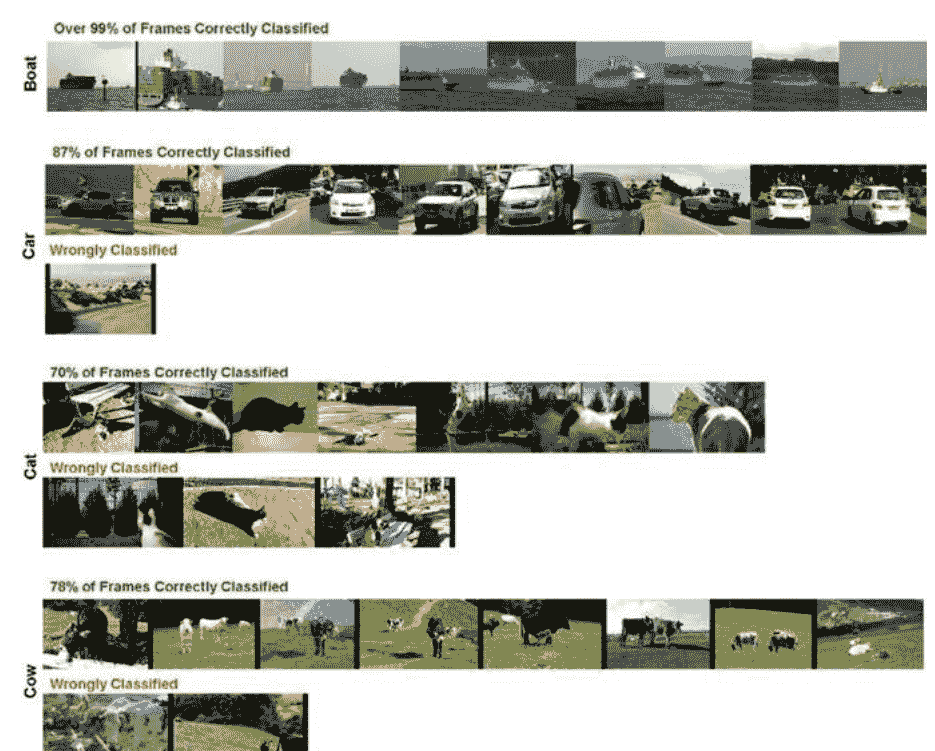 Over 99% of Frames Correctly Classified
Boat
87% of Frames Correctly Classified
Car
Wrongly Classified
70% of Frames Correctly Classified
Cat
Wrongly Classified
78% of Frames Correctly Classified
Cow
Wrongly Classified